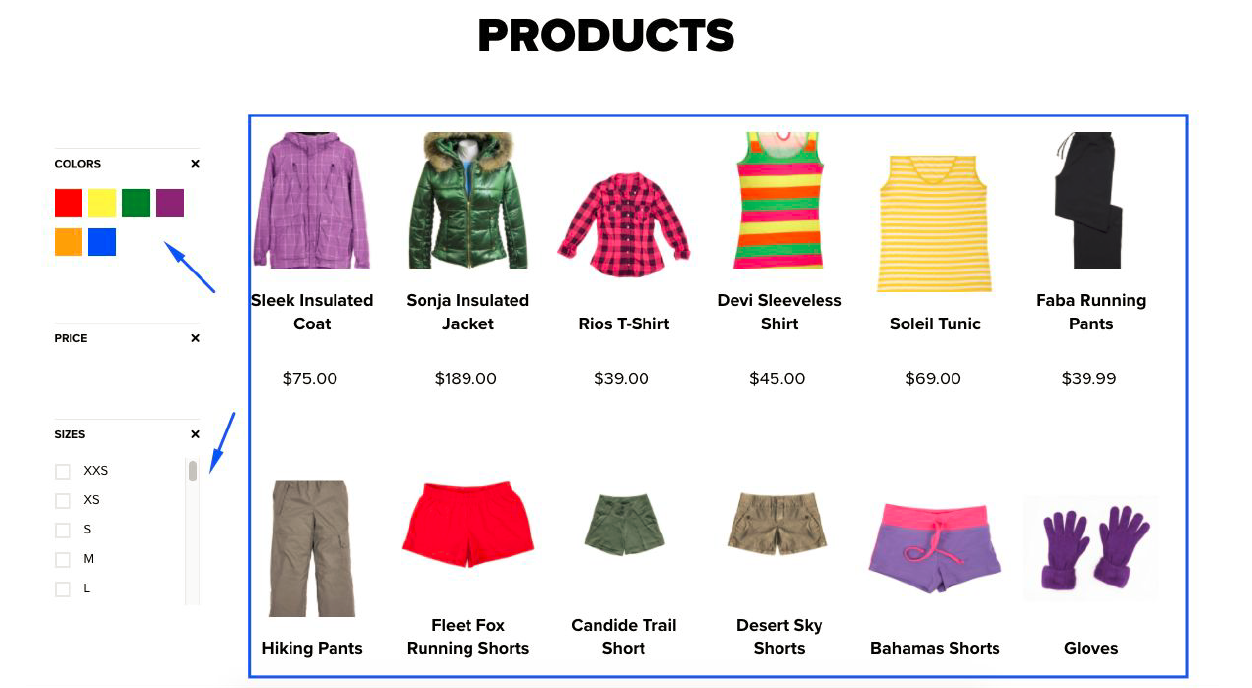 PRODUCTS
COLORS ×
PRICE ×
SIZES ×
XXS
XS
S
M
L
Sleek Insulated
Coat
$75.00
Sonja Insulated
Jacket
$189.00
Rios T-Shirt
$39.00
Devi Sleeveless
Shirt
$45.00
Soleil Tunic
$69.00
Faba Running
Pants
$39.99
Hiking Pants
Fleet Fox
Running Shorts
Candide Trail
Short
Desert Sky
Shorts
Bahamas Shorts
Gloves